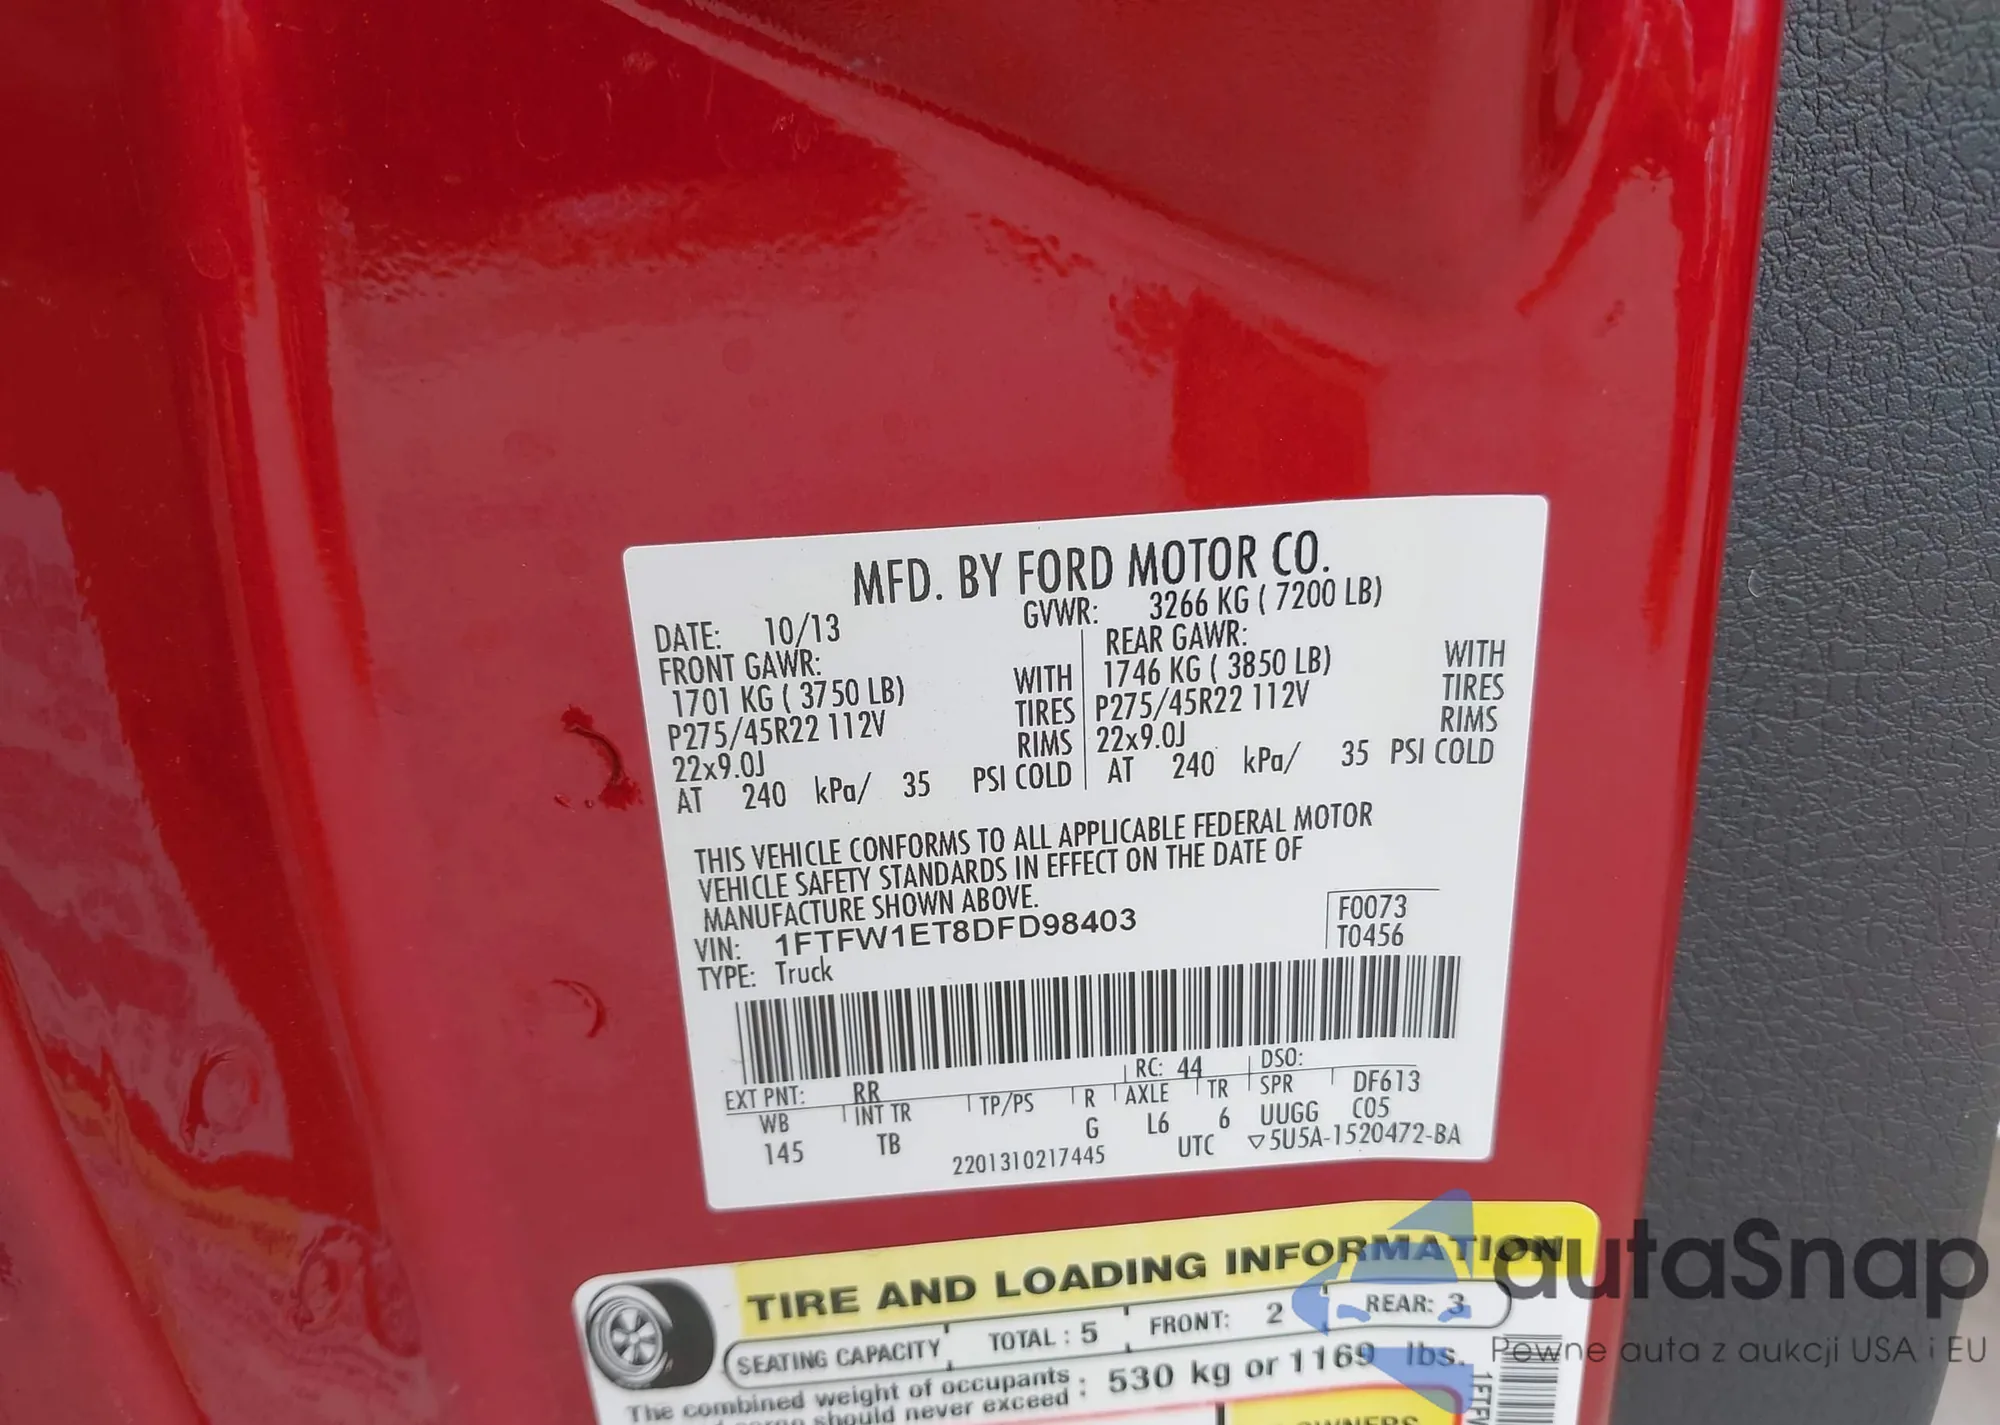 MFD. BY FORD MOTOR CO.
DATE: 10/13 GVWR: 3266 KG ( 7200 LB)
FRONT GAWR: REAR GAWR:
1701 KG ( 3750 LB) WITH 1746 KG ( 3850 LB) WITH
P275/45R22 112V TIRES P275/45R22 112V TIRES
22x9.0J RIMS 22x9.0J RIMS
AT 240 kPa/ 35 PSI COLD AT 240 kPa/ 35 PSI COLD
THIS VEHICLE CONFORMS TO ALL APPLICABLE FEDERAL MOTOR
VEHICLE SAFETY STANDARDS IN EFFECT ON THE DATE OF
MANUFACTURE SHOWN ABOVE.
VIN: 1FTFW1ET8DFD98403
F0073
T0456
TYPE: Truck
EXT PNT: RR RC: 44 DSO:
WB INT TR TP/PS R AXLE TR SPR DF613
145 TB G L6 6 UUGG C05
2201310217445 UTC ▽5U5A-1520472-BA
TIRE AND LOADING INFORMATION
SEATING CAPACITY TOTAL : 5 FRONT: 2 REAR: 3
The combined weight of occupants : 530 kg or 1169 lbs.
should never exceed
OWNERS
1FTFW
autaSnap
Pewne auta z aukcji USA i EU